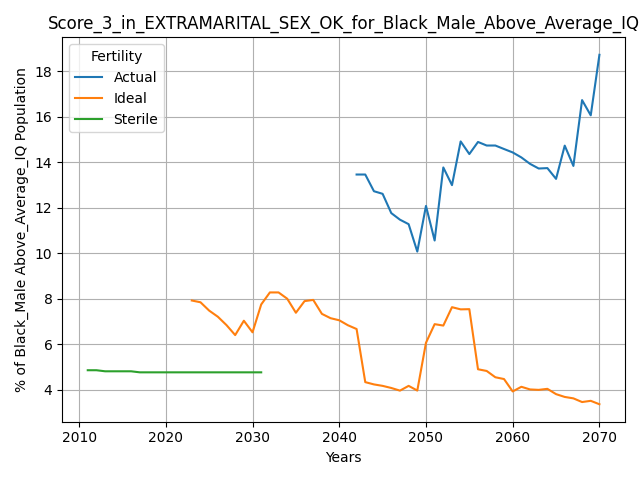 Score_3_in_EXTRAMARITAL_SEX_OK_for_Black_Male_Above_Average_IQ
Fertility
Actual
Ideal
Sterile
% of Black_Male Above_Average_IQ Population
18
16
14
12
10
8
6
4
2010 2020 2030 2040 2050 2060 2070
Years